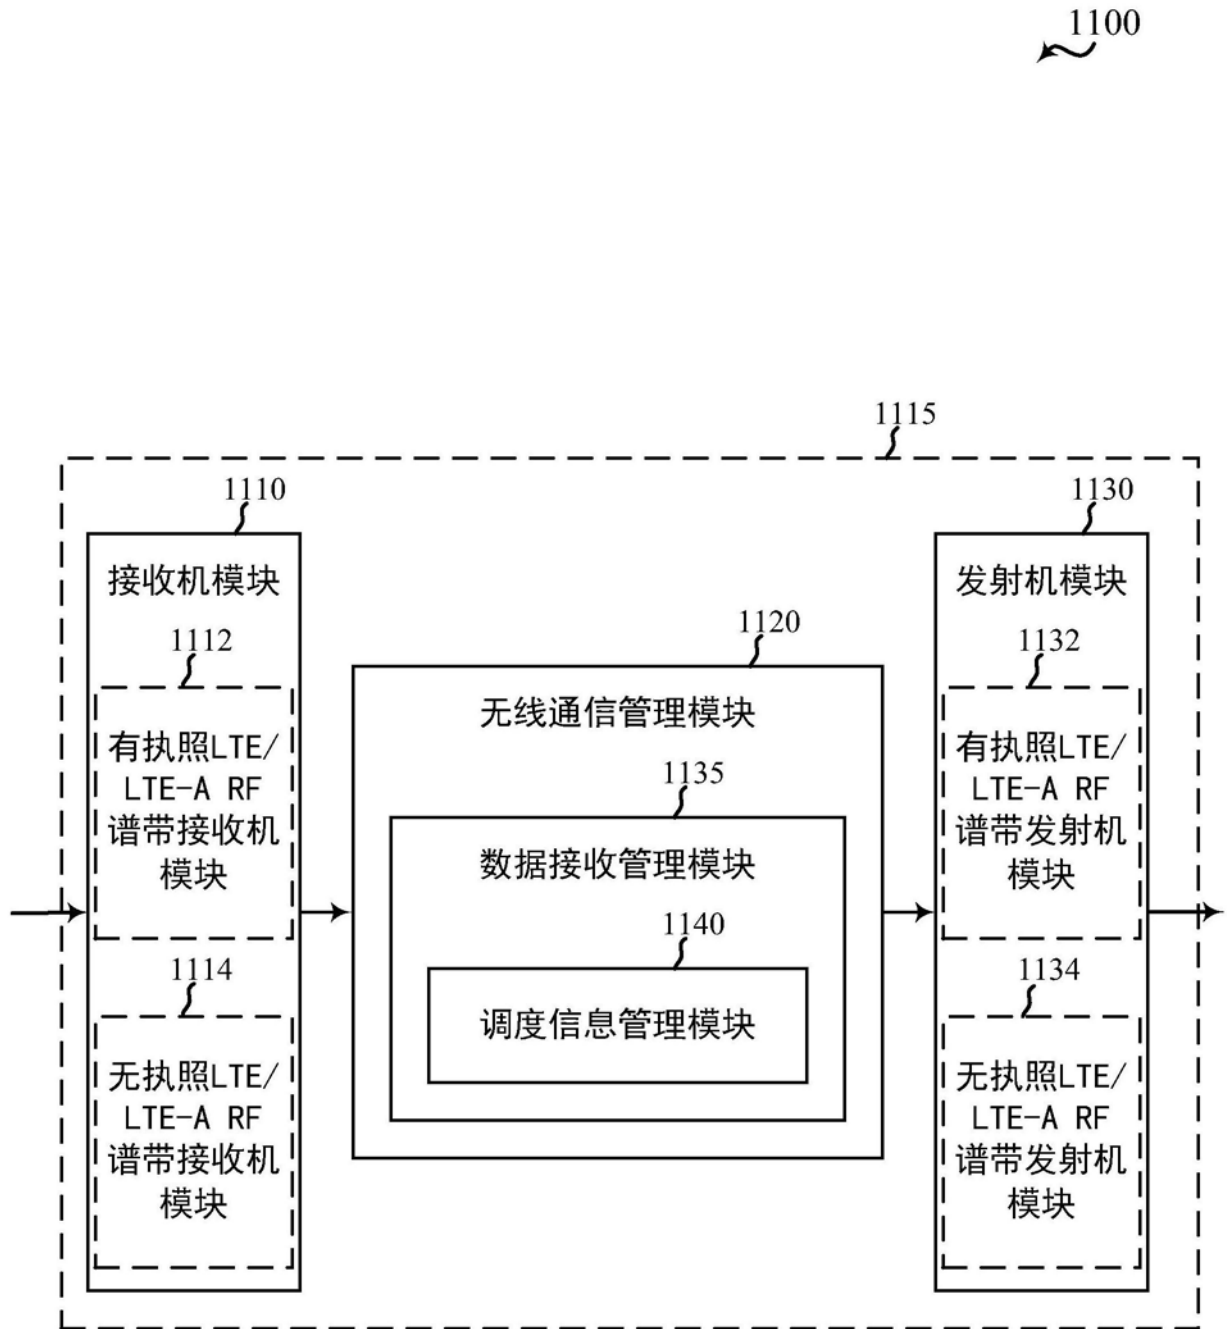 1100
1115
1110
接收机模块
1112
有执照LTE/
LTE-A RF
谱带接收机
模块
1114
无执照LTE/
LTE-A RF
谱带接收机
模块
1120
无线通信管理模块
1135
数据接收管理模块
1140
调度信息管理模块
1130
发射机模块
1132
有执照LTE/
LTE-A RF
谱带发射机
模块
1134
无执照LTE/
LTE-A RF
谱带发射机
模块